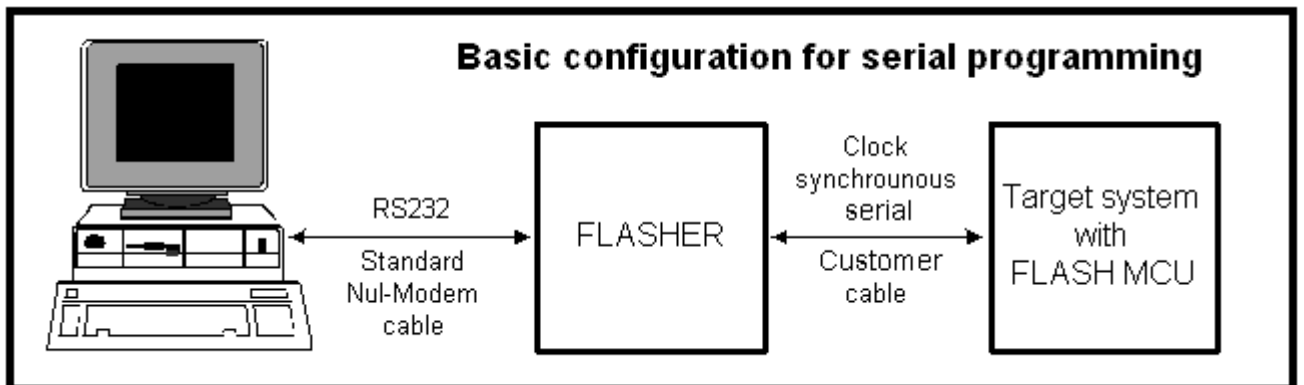 Basic configuration for serial programming
RS232
Standard
Nul-Modem
cable
FLASHER
Clock
synchrounous
serial
Customer
cable
Target system
with
FLASH MCU